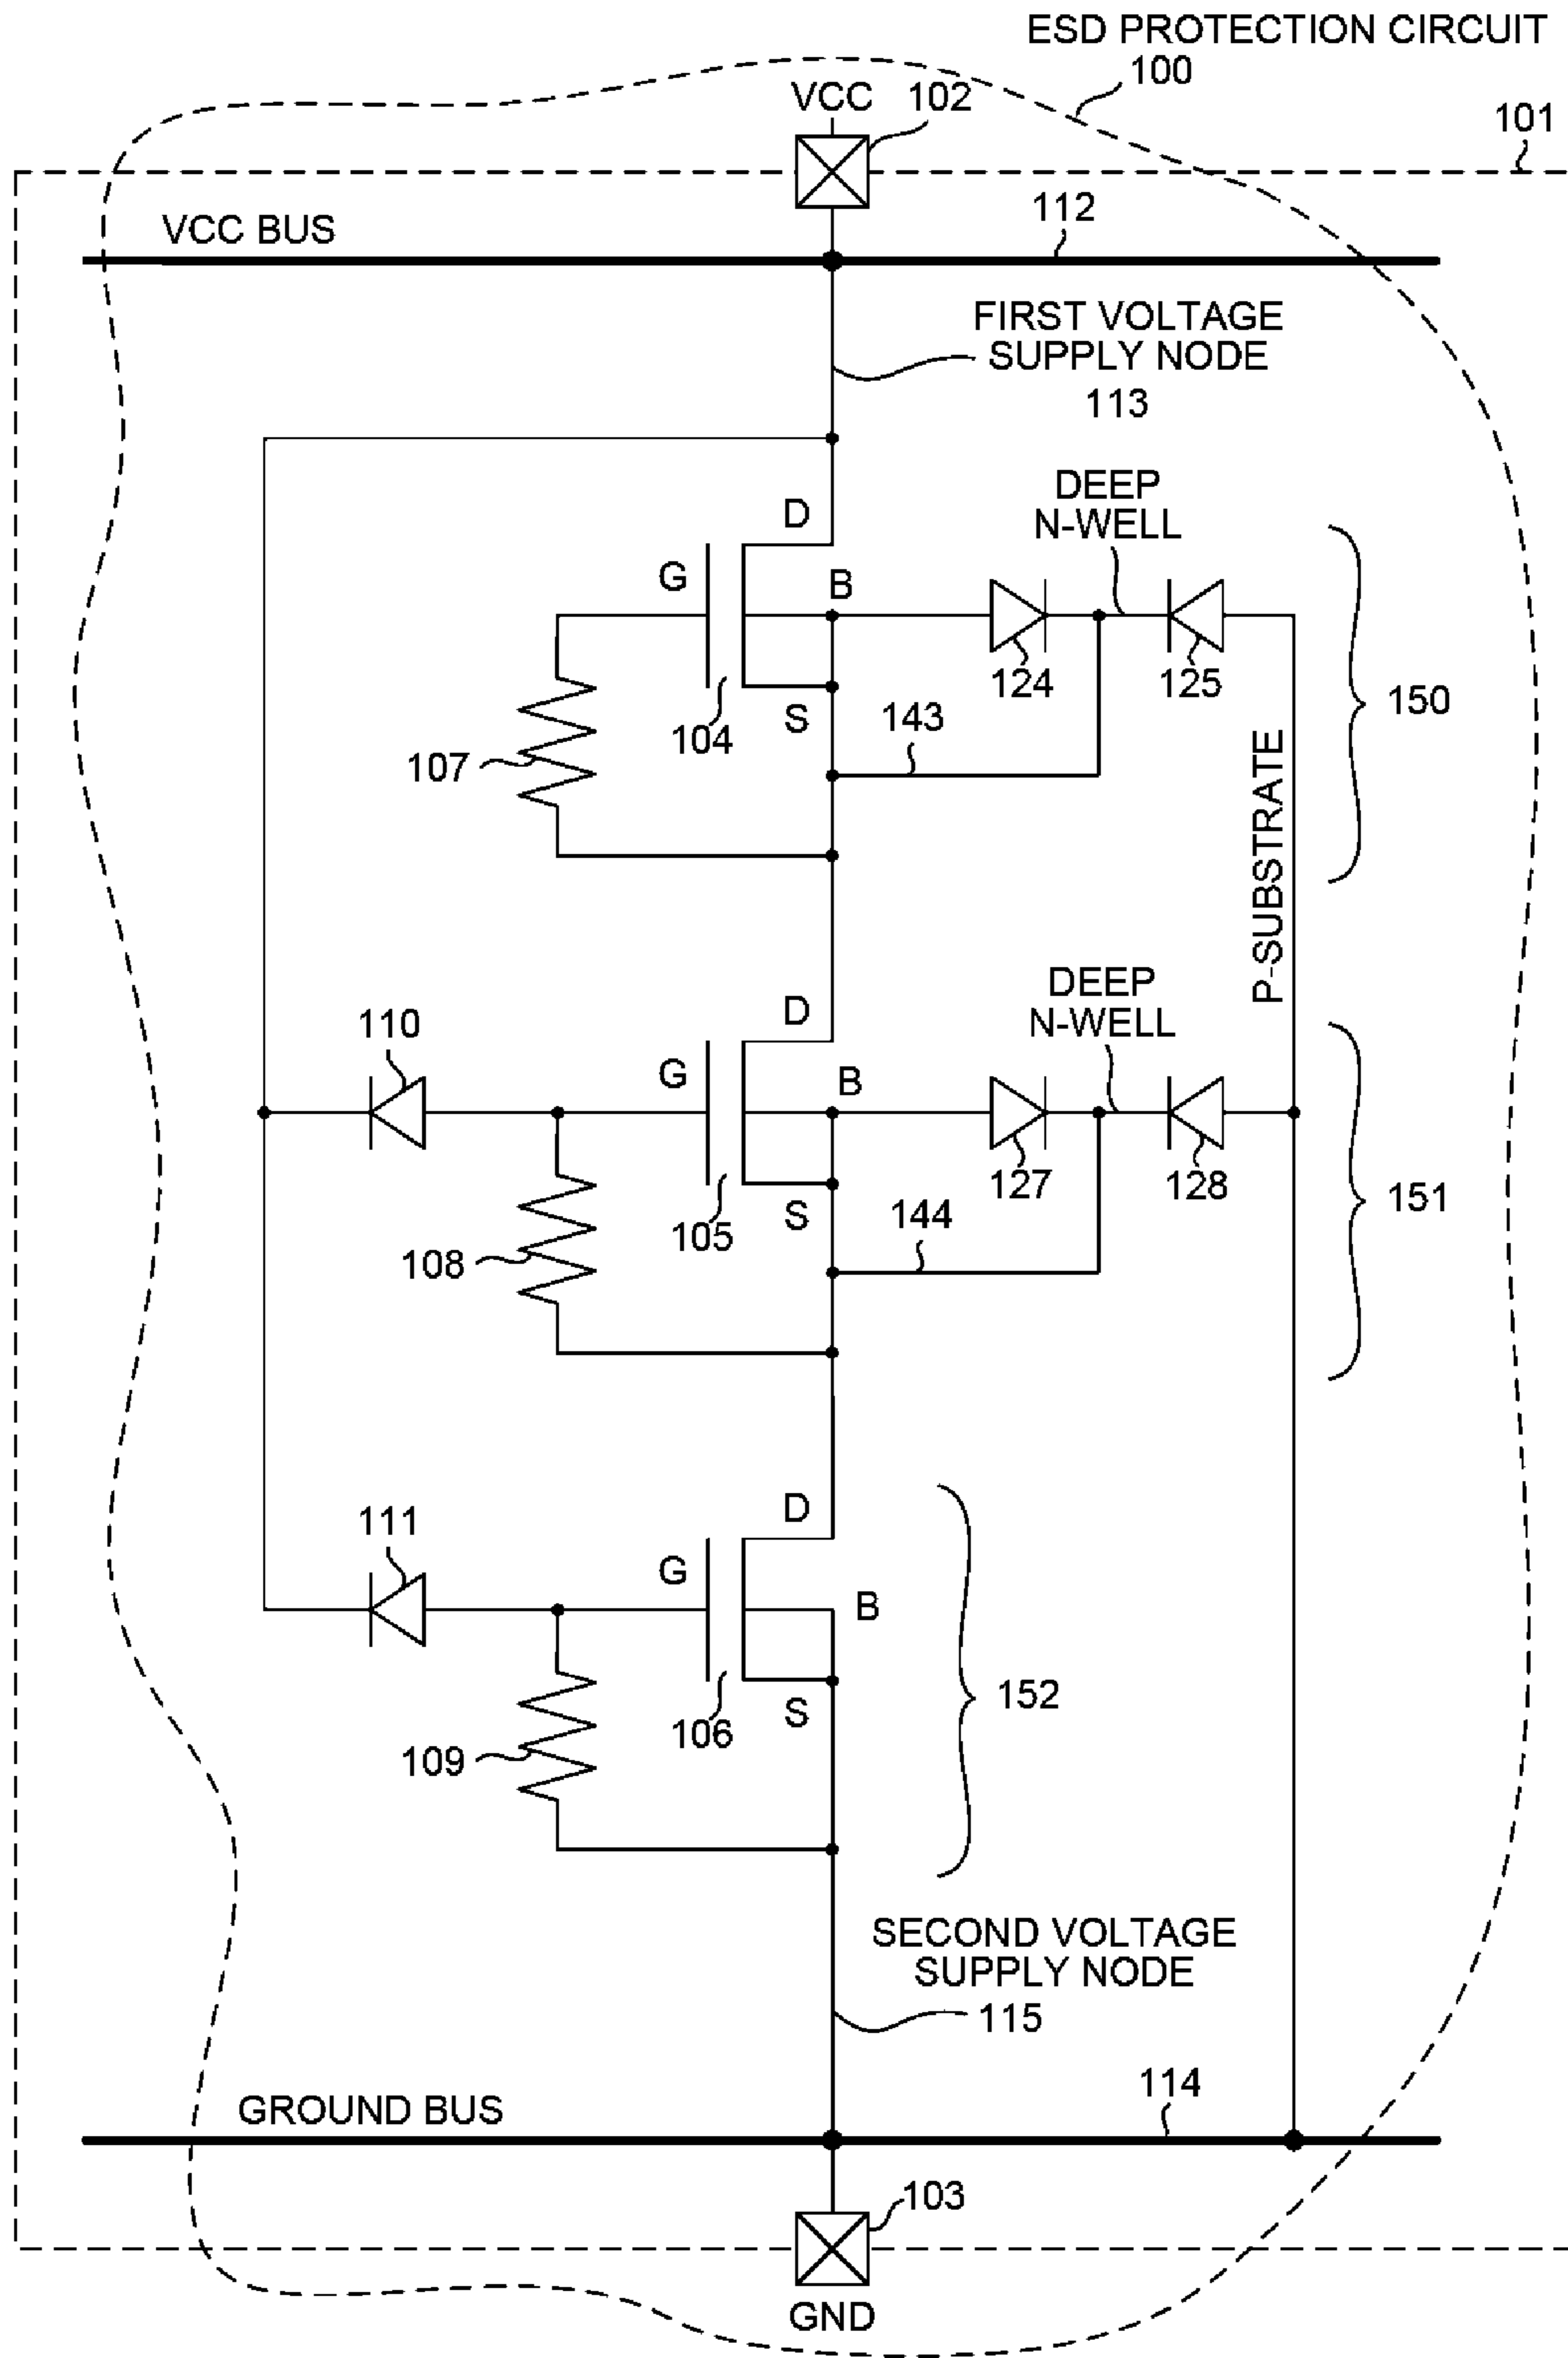 ESD PROTECTION CIRCUIT
100
VCC
102
101
VCC BUS
112
FIRST VOLTAGE
SUPPLY NODE
113
DEEP
N-WELL
D
G
B
124
125
150
S
104
143
107
P-SUBSTRATE
DEEP
N-WELL
D
110
G
B
127
128
151
S
105
144
108
D
111
G
B
152
S
106
109
SECOND VOLTAGE
SUPPLY NODE
115
GROUND BUS
114
103
GND